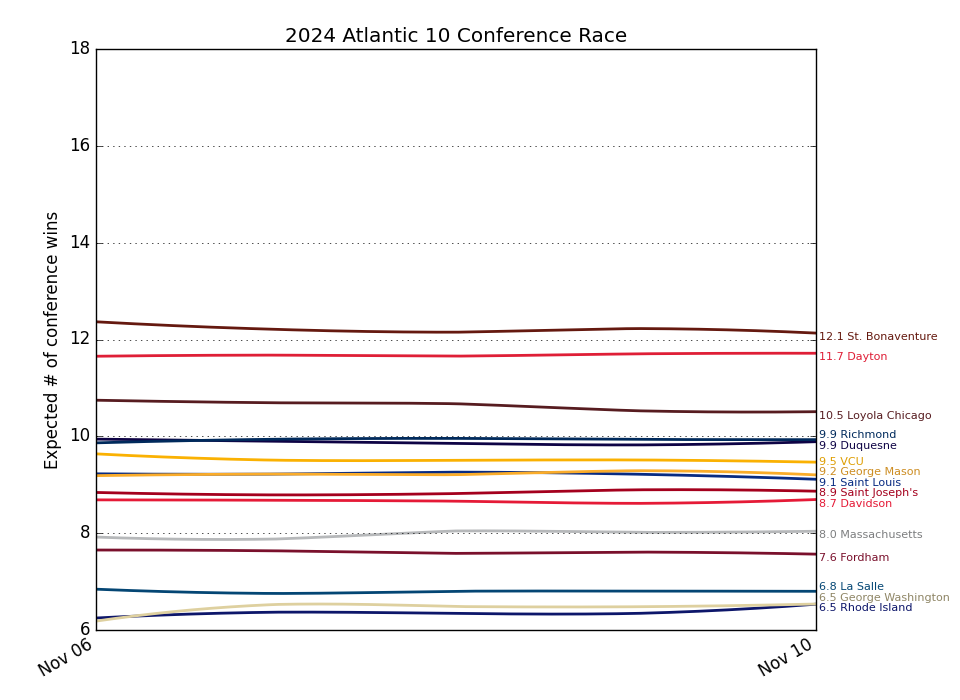 2024 Atlantic 10 Conference Race
Expected # of conference wins
18
16
14
12
10
8
6
Nov 06
Nov 10
12.1 St. Bonaventure
11.7 Dayton
10.5 Loyola Chicago
9.9 Richmond
9.9 Duquesne
9.5 VCU
9.2 George Mason
9.1 Saint Louis
8.9 Saint Joseph's
8.7 Davidson
8.0 Massachusetts
7.6 Fordham
6.8 La Salle
6.5 George Washington
6.5 Rhode Island